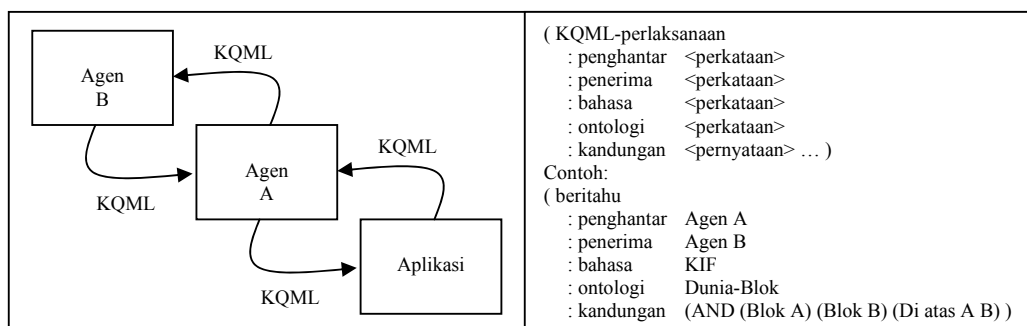 KQML
Agen
B
KQML
Agen
A
KQML
Aplikasi
KQML
( KQML-perlaksanaan
: penghantar <perkataan>
: penerima <perkataan>
: bahasa <perkataan>
: ontologi <perkataan>
: kandungan <pernyataan> … )
Contoh:
( beritahu
: penghantar Agen A
: penerima Agen B
: bahasa KIF
: ontologi Dunia-Blok
: kandungan (AND (Blok A) (Blok B) (Di atas A B) )